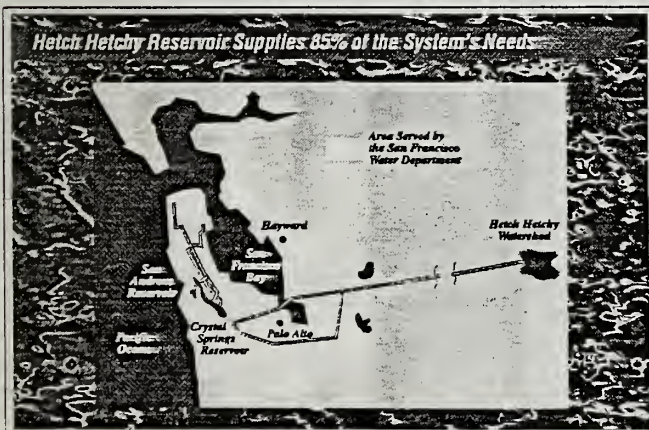 Hetch Hetchy Reservoir Supplies 85% of the System's Needs
Area Served by
the San Francisco
Water Department
Hayward
Hetch Hetchy
Watershed
San
Francisco
Bay
San
Andreas
Reservoir
Crystal
Springs
Reservoir
Palo Alto
Pacific
Ocean